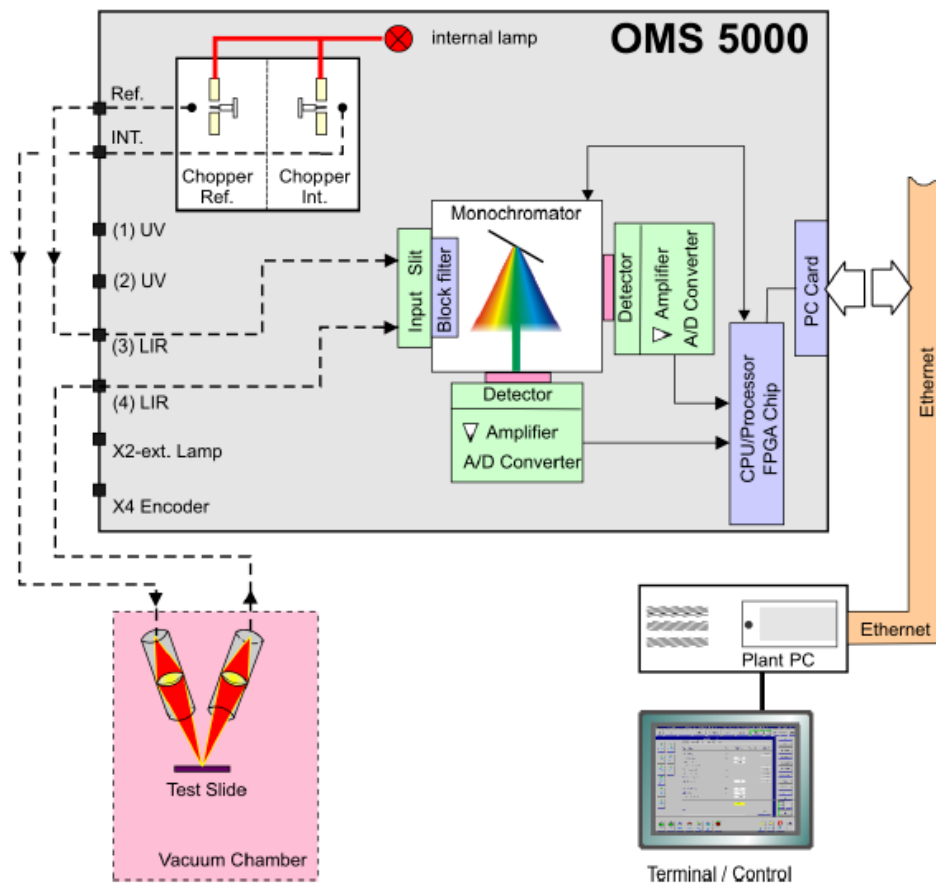 OMS 5000
internal lamp
Ref.
INT.
Chopper
Ref.
Chopper
Int.
(1) UV
(2) UV
(3) LIR
(4) LIR
X2-ext. Lamp
X4 Encoder
Monochromator
Input Slit
Block filter
Detector
Amplifier
A/D Converter
Detector
Amplifier
A/D Converter
CPU/Processor
FPGA Chip
PC Card
Ethernet
Ethernet
Plant PC
Test Slide
Vacuum Chamber
Terminal / Control